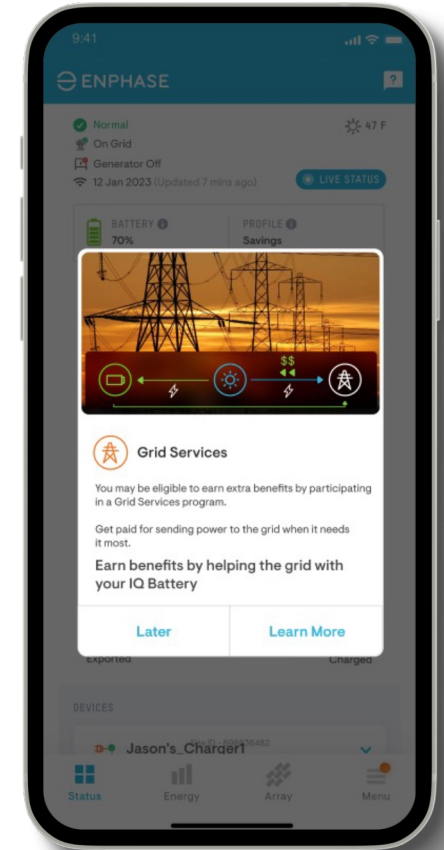 9:41
ENPHASE
?
Normal
47 F
On Grid
Generator Off
12 Jan 2023 (Updated 7 mins ago)
LIVE STATUS
BATTERY
PROFILE
70%
Savings
$$
Grid Services
You may be eligible to earn extra benefits by participating
in a Grid Services program.
Get paid for sending power to the grid when it needs
it most.
Earn benefits by helping the grid with
your IQ Battery
Later
Learn More
Exported
Charged
DEVICES
Jason's_Charger1
Status
Energy
Array
Menu